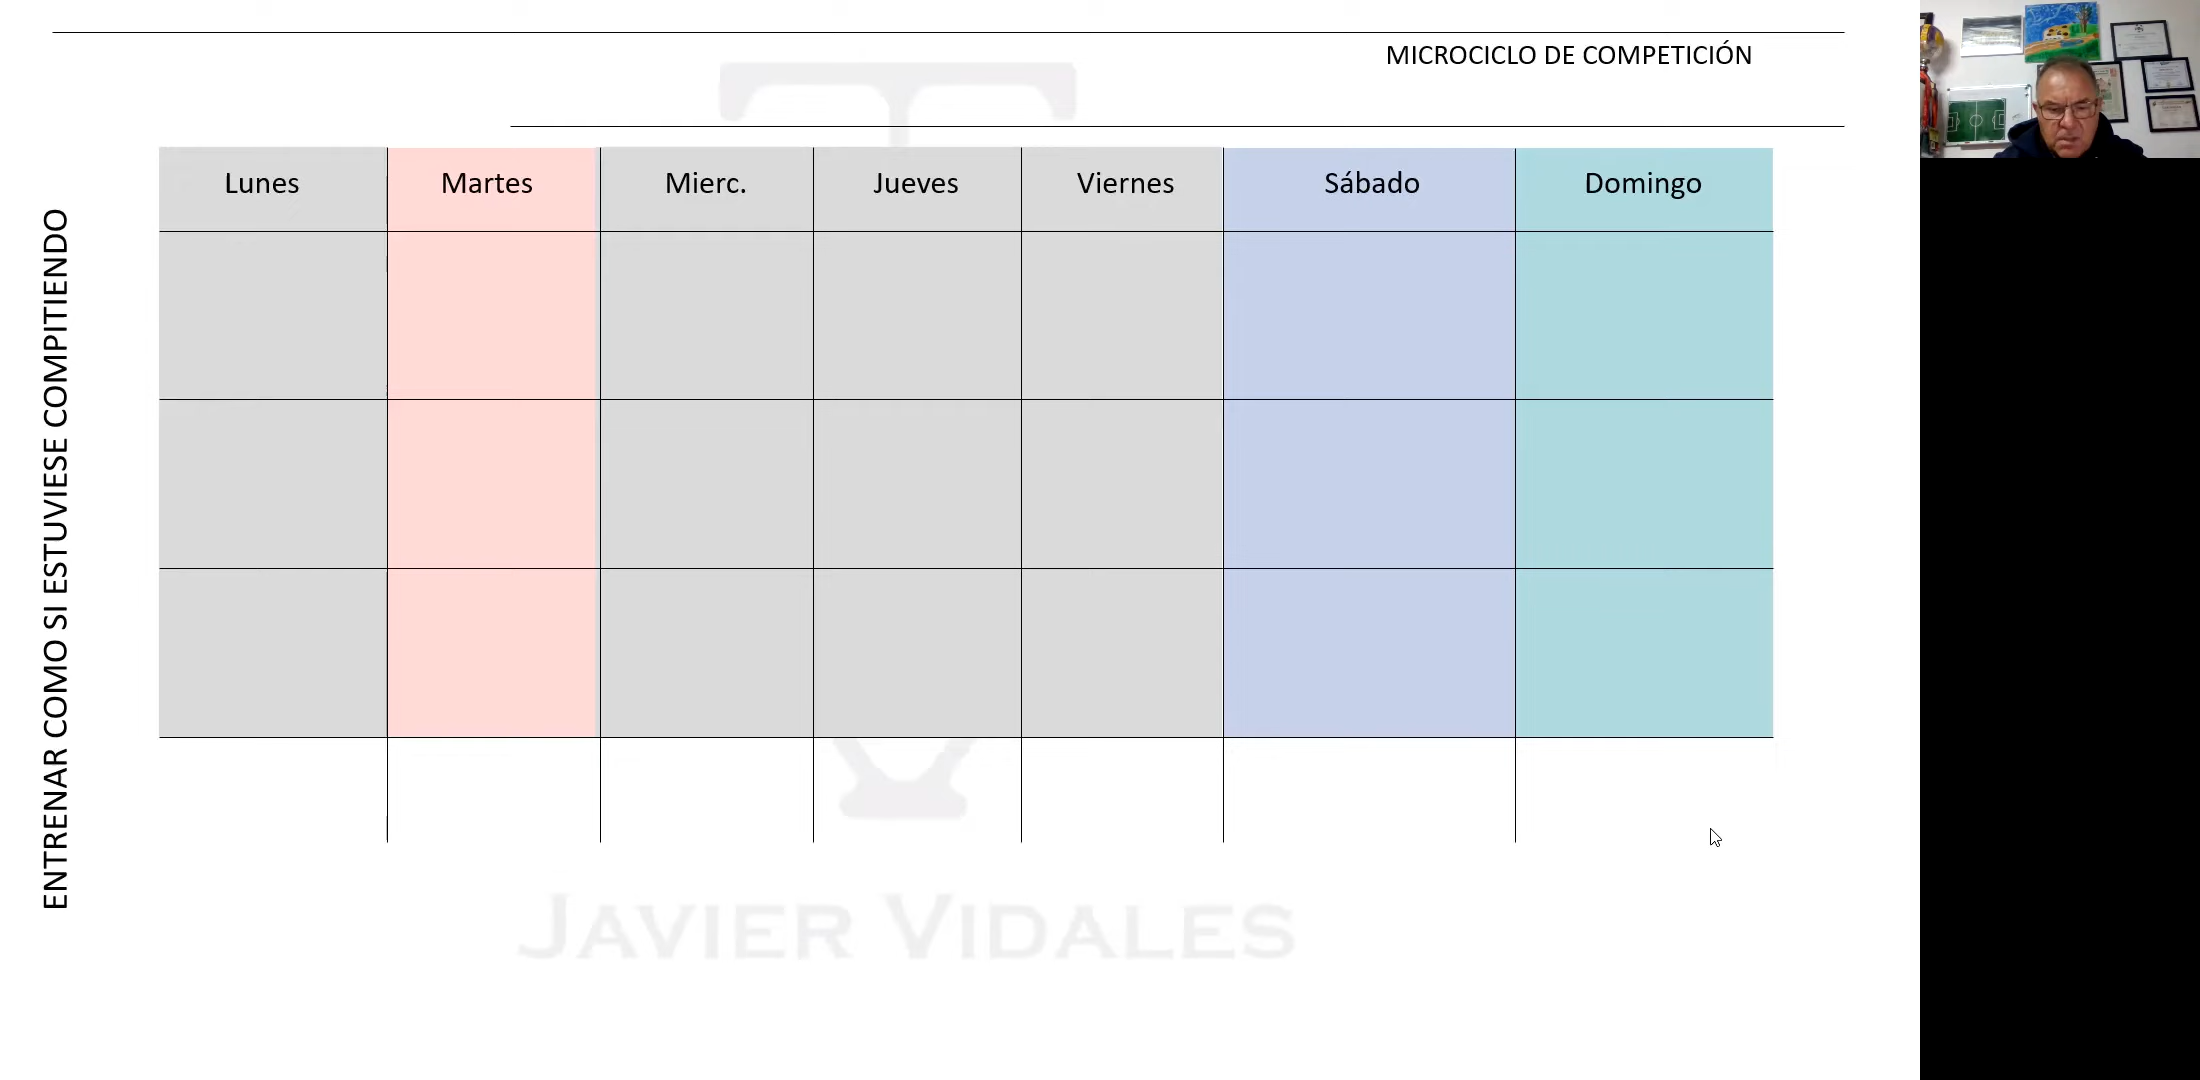 MICROCICLO DE COMPETICIÓN
ENTRENAR COMO SI ESTUVIESE COMPITIENDO
Lunes Martes Mierc. Jueves Viernes Sábado Domingo
JAVIER VIDALES